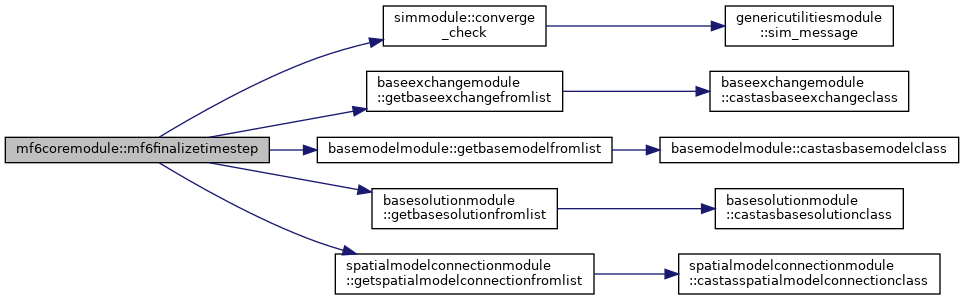 simmodule::converge
_check
genericutilitiesmodule
::sim_message
baseexchangemodule
::getbaseexchangefromlist
baseexchangemodule
::castasbaseexchangeclass
mf6coremodule::mf6finalizetimestep
basemodelmodule::getbasemodelfromlist
basemodelmodule::castasbasemodelclass
basesolutionmodule
::getbasesolutionfromlist
basesolutionmodule
::castasbasesolutionclass
spatialmodelconnectionmodule
::getspatialmodelconnectionfromlist
spatialmodelconnectionmodule
::castasspatialmodelconnectionclass